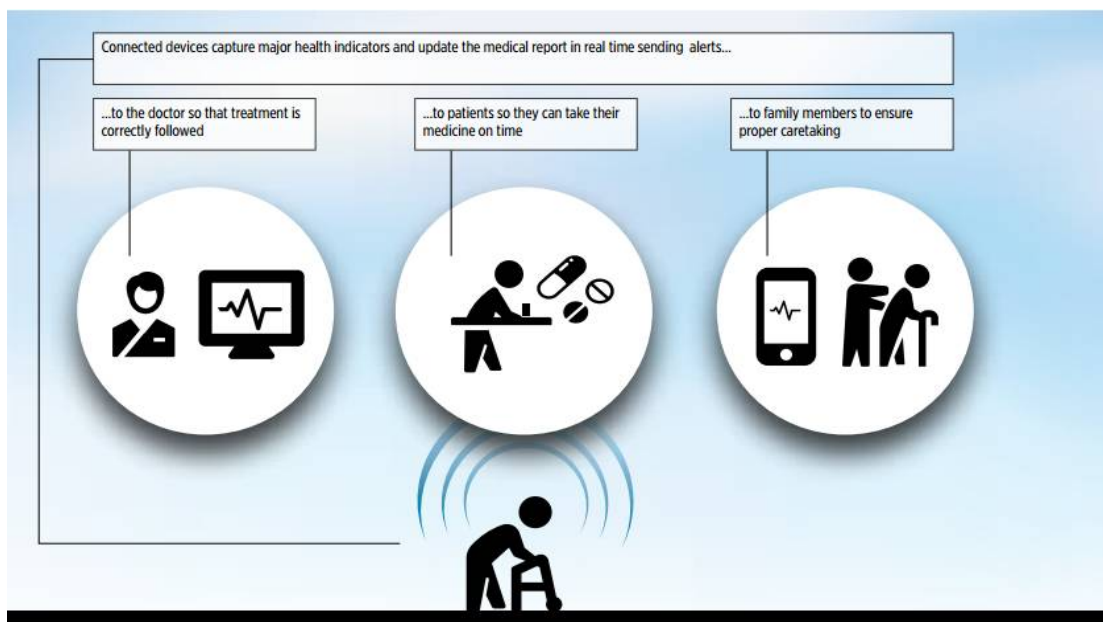 Connected devices capture major health indicators and update the medical report in real time sending alerts...
...to the doctor so that treatment is
correctly followed
...to patients so they can take their
medicine on time
...to family members to ensure
proper caretaking